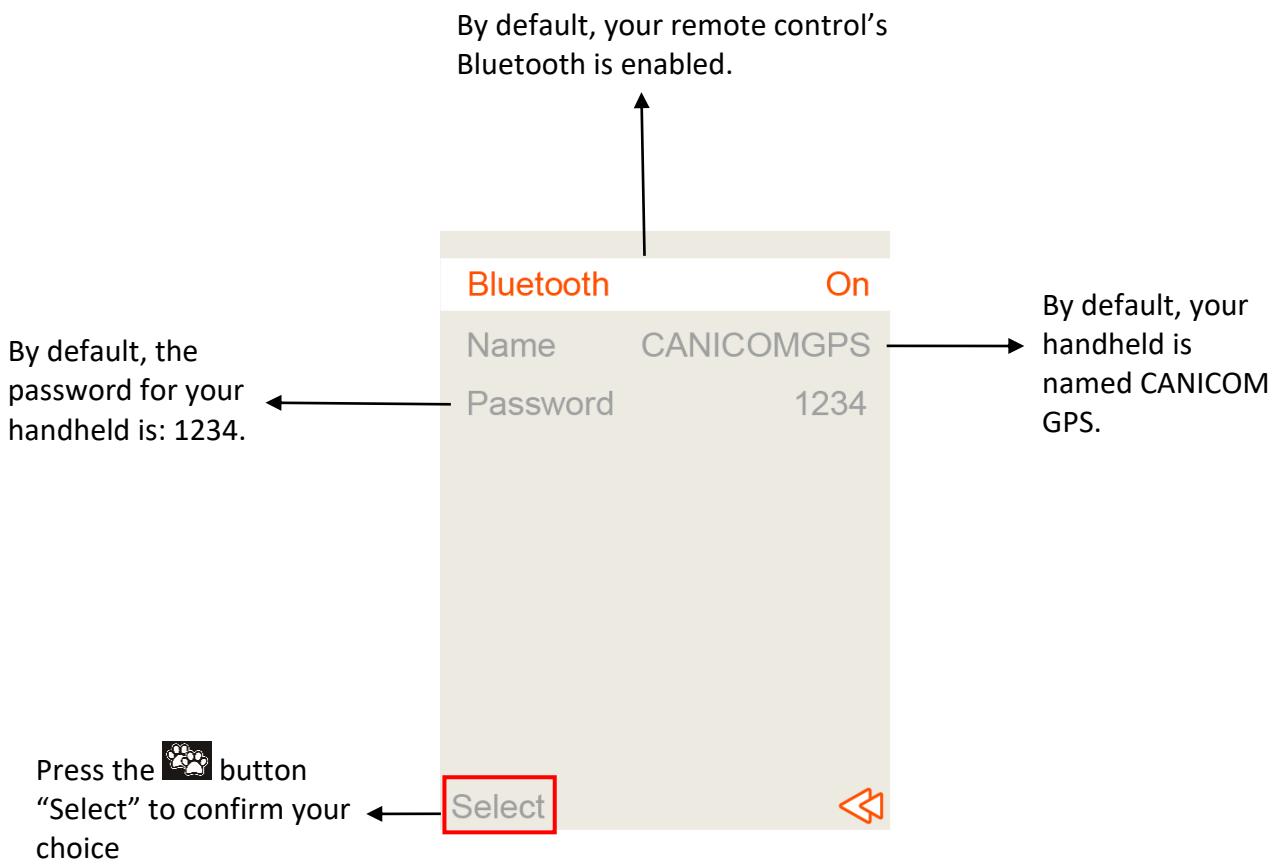 By default, your remote control’s
Bluetooth is enabled.
Bluetooth On
Name CANICOMGPS
Password 1234
By default, your
handheld is
named CANICOM
GPS.
By default, the
password for your
handheld is: 1234.
Press the button
“Select” to confirm your
choice
Select